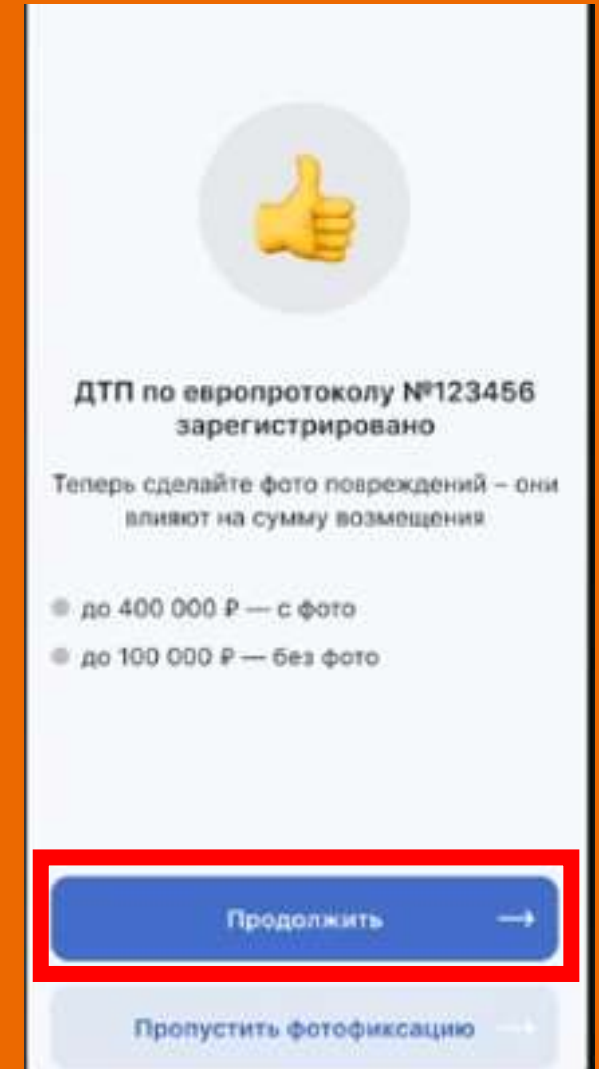 ДТП по европротоколу №123456
зарегистрировано
Теперь сделайте фото повреждений – они
влияют на сумму возмещения
до 400 000 ₽ — с фото
до 100 000 ₽ — без фото
Продолжить →
Пропустить фотофиксацию →